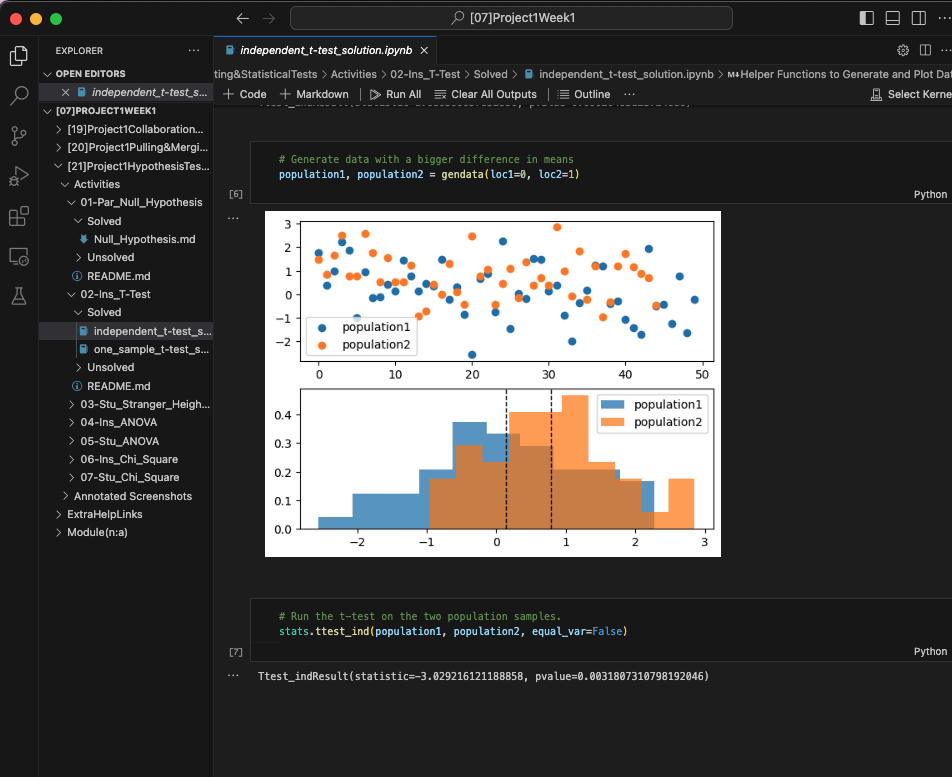 [07]Project1Week1
EXPLORER
OPEN EDITORS
independent_t-test_s...
[07]PROJECT1WEEK1
[19]Project1Collaboration...
[20]Project1Pulling&Mergi...
[21]Project1HypothesisTes...
Activities
01-Par_Null_Hypothesis
Solved
Null_Hypothesis.md
Unsolved
README.md
02-Ins_T-Test
Solved
independent_t-test_s...
one_sample_t-test_s...
Unsolved
README.md
03-Stu_Stranger_Heigh...
04-Ins_ANOVA
05-Stu_ANOVA
06-Ins_Chi_Square
07-Stu_Chi_Square
Annotated Screenshots
ExtraHelpLinks
Module(n:a)
independent_t-test_solution.ipynb
ting&StatisticalTests > Activities > 02-Ins_T-Test > Solved > independent_t-test_solution.ipynb > M↓Helper Functions to Generate and Plot Dat
+ Code + Markdown Run All Clear All Outputs Outline ... Select Kerne
# Generate data with a bigger difference in means
population1, population2 = gendata(loc1=0, loc2=1)
[6]
Python
3
2
1
0
−1
−2
population1
population2
0 10 20 30 40 50
0.4
0.3
0.2
0.1
0.0
population1
population2
−2 −1 0 1 2 3
# Run the t-test on the two population samples.
stats.ttest_ind(population1, population2, equal_var=False)
[7]
Python
Ttest_indResult(statistic=-3.029216121188858, pvalue=0.0031807310798192046)